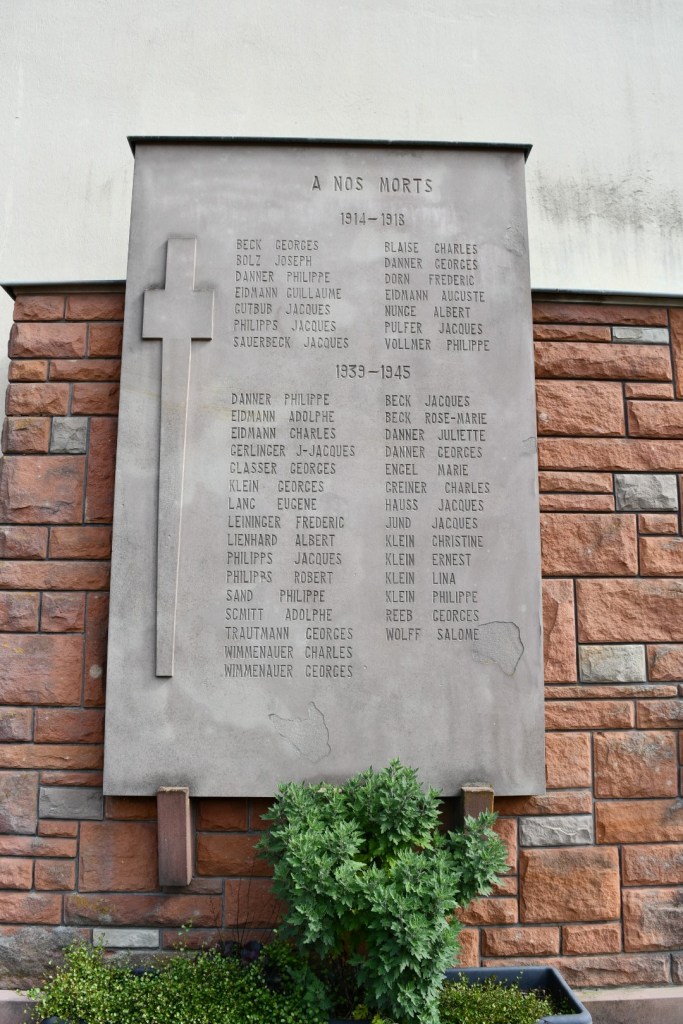 A NOS MORTS
1914-1918
BECK GEORGES
BOLZ JOSEPH
DANNER PHILIPPE
EIDMANN GUILLAUME
GUTBUB JACQUES
PHILIPPS JACQUES
SAUERBECK JACQUES
BLAISE CHARLES
DANNER GEORGES
DORN FREDERIC
EIDMANN AUGUSTE
NUNGE ALBERT
PULFER JACQUES
VOLLMER PHILIPPE
1939-1945
DANNER PHILIPPE
EIDMANN ADOLPHE
EIDMANN CHARLES
GERLINGER J-JACQUES
GLASSER GEORGES
KLEIN GEORGES
LANG EUGENE
LEININGER FREDERIC
LIENHARD ALBERT
PHILIPPS JACQUES
PHILIPPS ROBERT
SAND PHILIPPE
SCMITT ADOLPHE
TRAUTMANN GEORGES
WIMMENAUER CHARLES
WIMMENAUER GEORGES
BECK JACQUES
BECK ROSE-MARIE
DANNER JULIETTE
DANNER GEORGES
ENGEL MARIE
GREINER CHARLES
HAUSS JACQUES
JUND JACQUES
KLEIN CHRISTINE
KLEIN ERNEST
KLEIN LINA
KLEIN PHILIPPE
REEB GEORGES
WOLFF SALOME